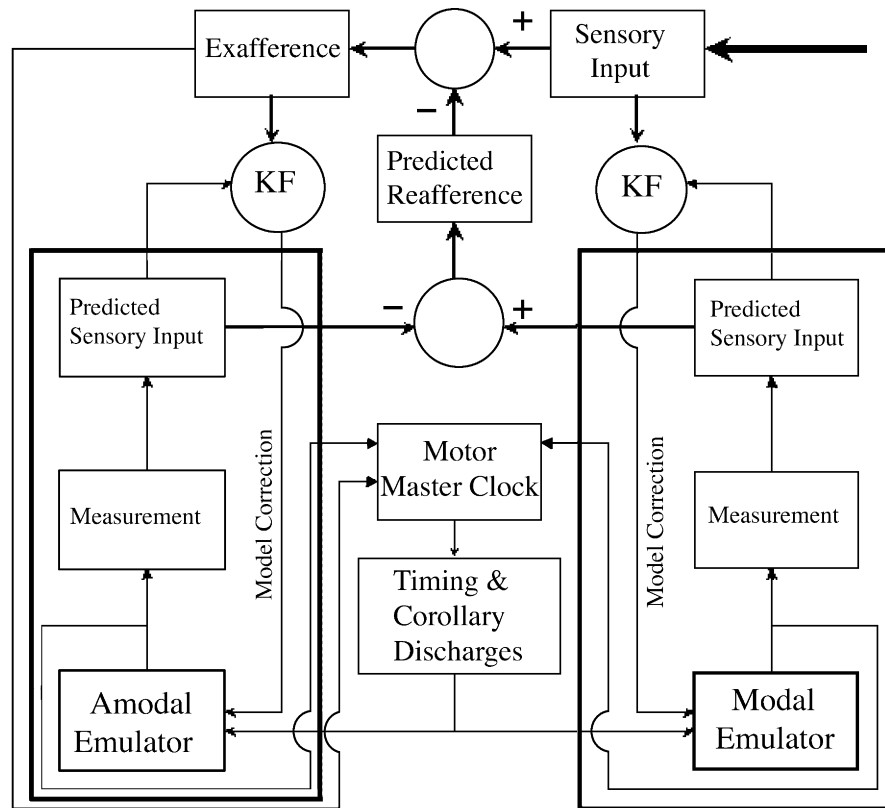 Exafference
+
Sensory
Input
−
Predicted
Reafference
KF
KF
Predicted
Sensory Input
−
+
Predicted
Sensory Input
Model Correction
Motor
Master Clock
Model Correction
Measurement
Measurement
Timing &
Corollary
Discharges
Amodal
Emulator
Modal
Emulator